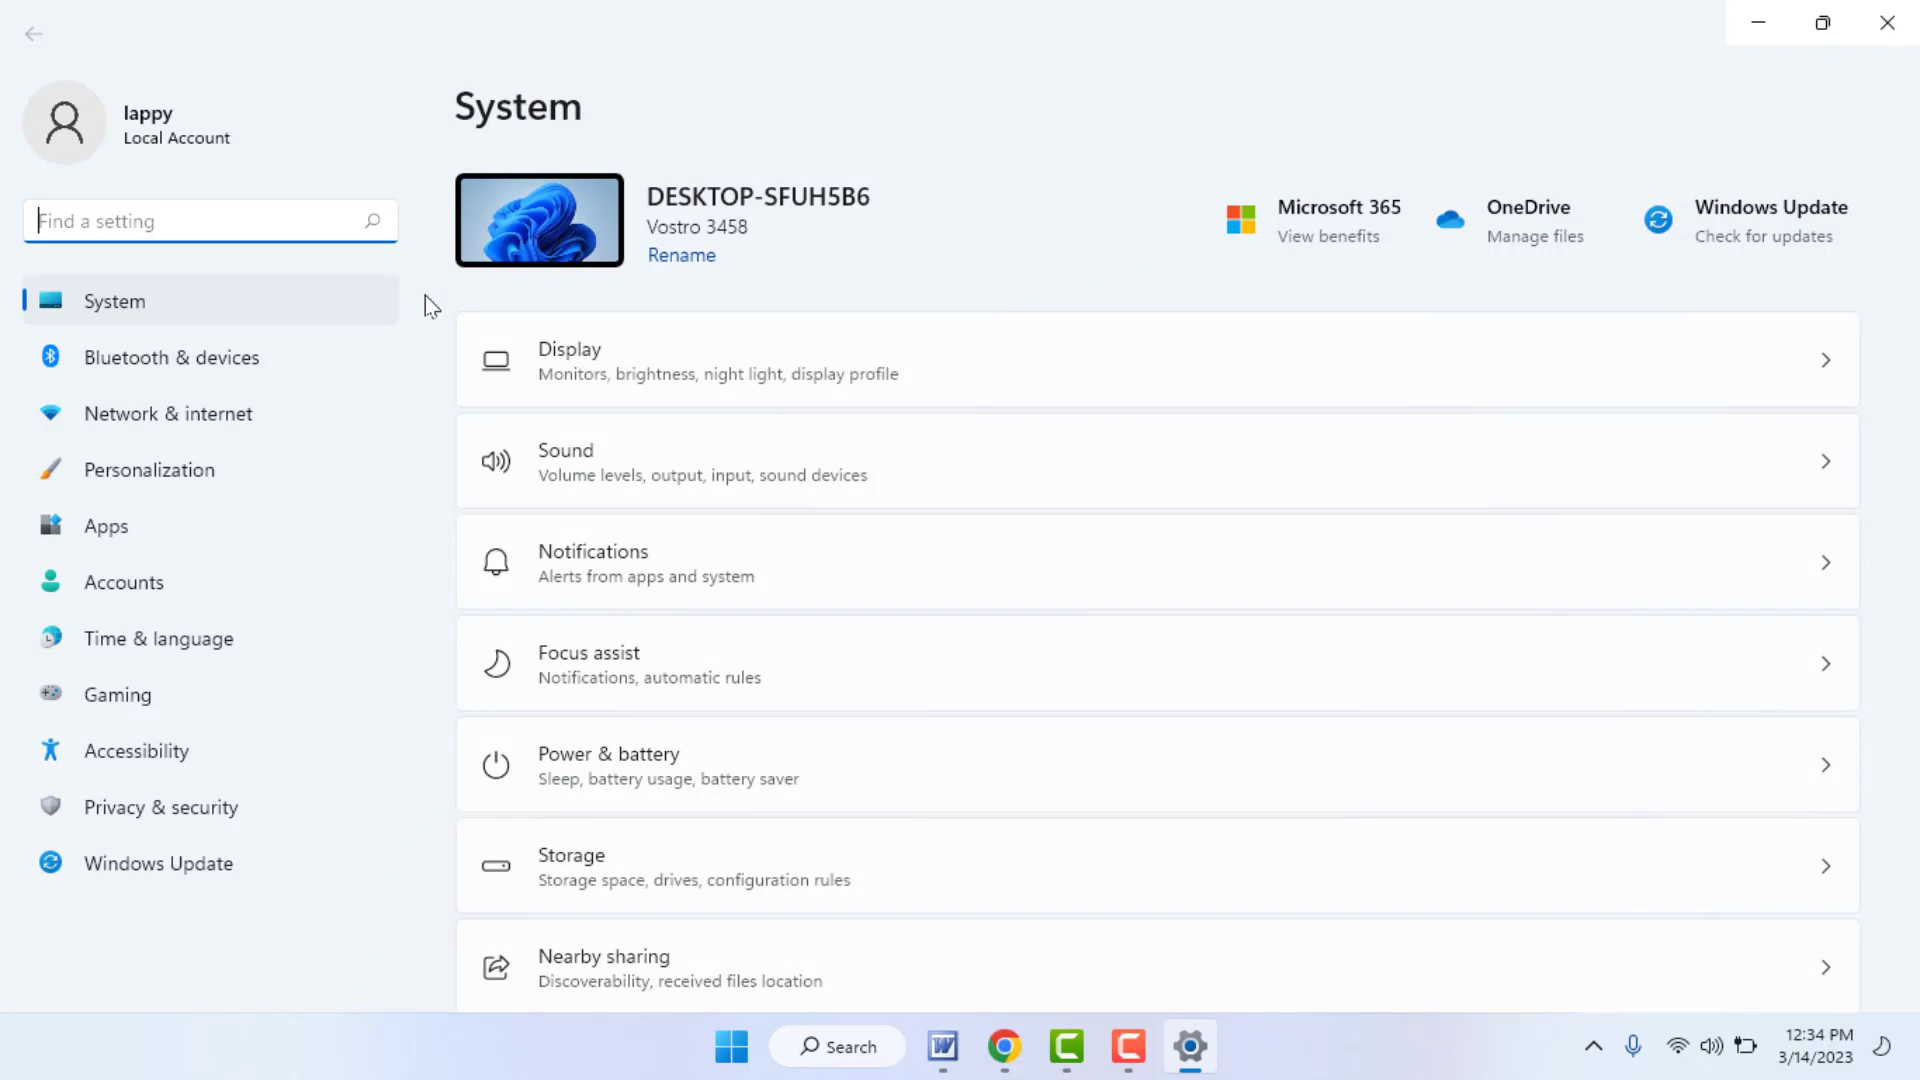 lappy
Local Account
Find a setting
System
Bluetooth & devices
Network & internet
Personalization
Apps
Accounts
Time & language
Gaming
Accessibility
Privacy & security
Windows Update
System
DESKTOP-SFUH5B6
Vostro 3458
Rename
Microsoft 365
View benefits
OneDrive
Manage files
Windows Update
Check for updates
Display
Monitors, brightness, night light, display profile
Sound
Volume levels, output, input, sound devices
Notifications
Alerts from apps and system
Focus assist
Notifications, automatic rules
Power & battery
Sleep, battery usage, battery saver
Storage
Storage space, drives, configuration rules
Nearby sharing
Discoverability, received files location
Search
12:34 PM
3/14/2023